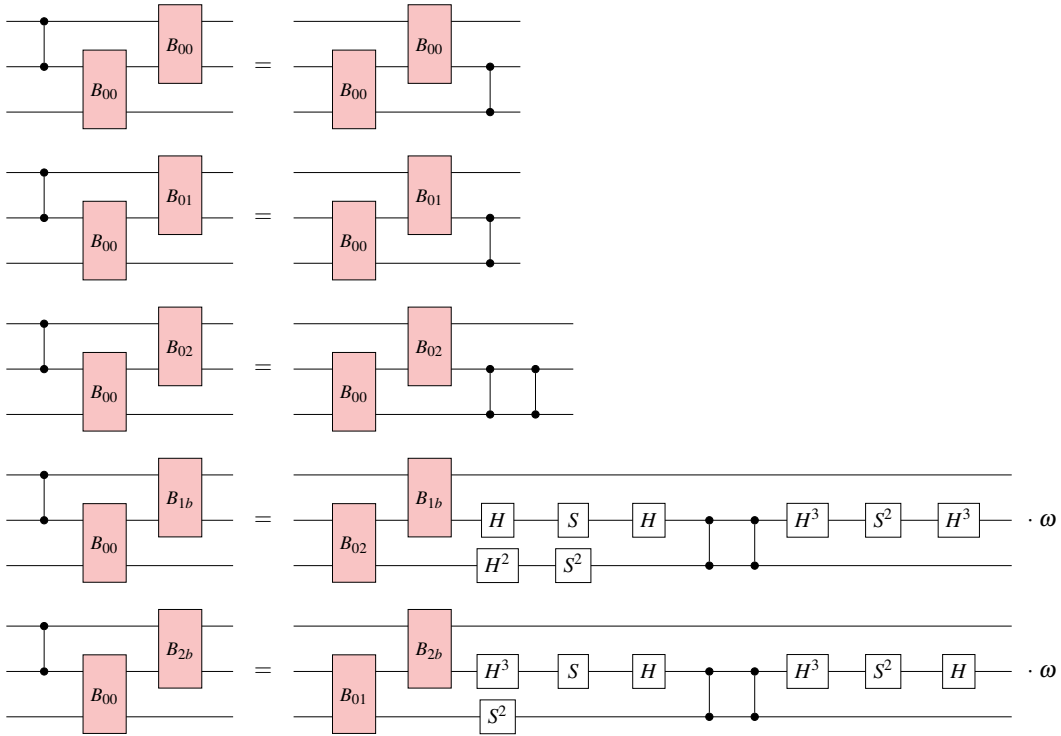 B₀₀ B₀₀ = B₀₀ B₀₀
B₀₀ B₀₁ = B₀₀ B₀₁
B₀₀ B₀₂ = B₀₀ B₀₂
B₀₀ B₁b = B₀₂ B₁b H S H H³ S² H³ · ω
H² S²
B₀₀ B₂b = B₀₁ B₂b H³ S H H³ S² H · ω
S²